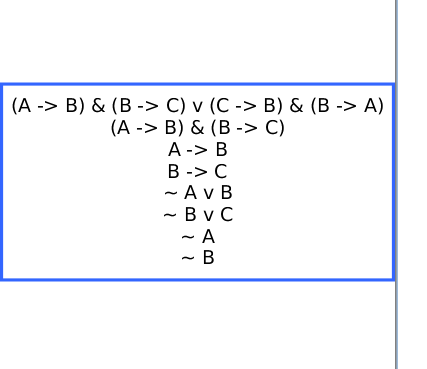 (A -> B) & (B -> C) v (C -> B) & (B -> A)
(A -> B) & (B -> C)
A -> B
B -> C
~ A v B
~ B v C
~ A
~ B